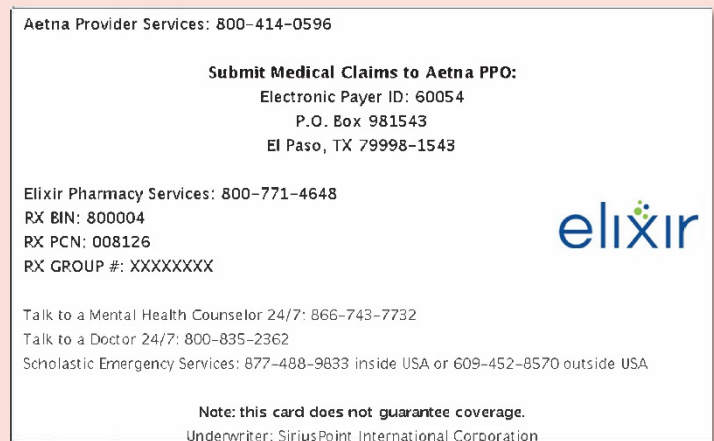 Aetna Provider Services: 800-414-0596
Submit Medical Claims to Aetna PPO:
Electronic Payer ID: 60054
P.O. Box 981543
El Paso, TX 79998-1543
Elixir Pharmacy Services: 800-771-4648
RX BIN: 800004
RX PCN: 008126
RX GROUP #: XXXXXXXX
elixir
Talk to a Mental Health Counselor 24/7: 866-743-7732
Talk to a Doctor 24/7: 800-835-2362
Scholastic Emergency Services: 877-488-9833 inside USA or 609-452-8570 outside USA
Note: this card does not guarantee coverage.
Underwriter: SiriusPoint International Corporation